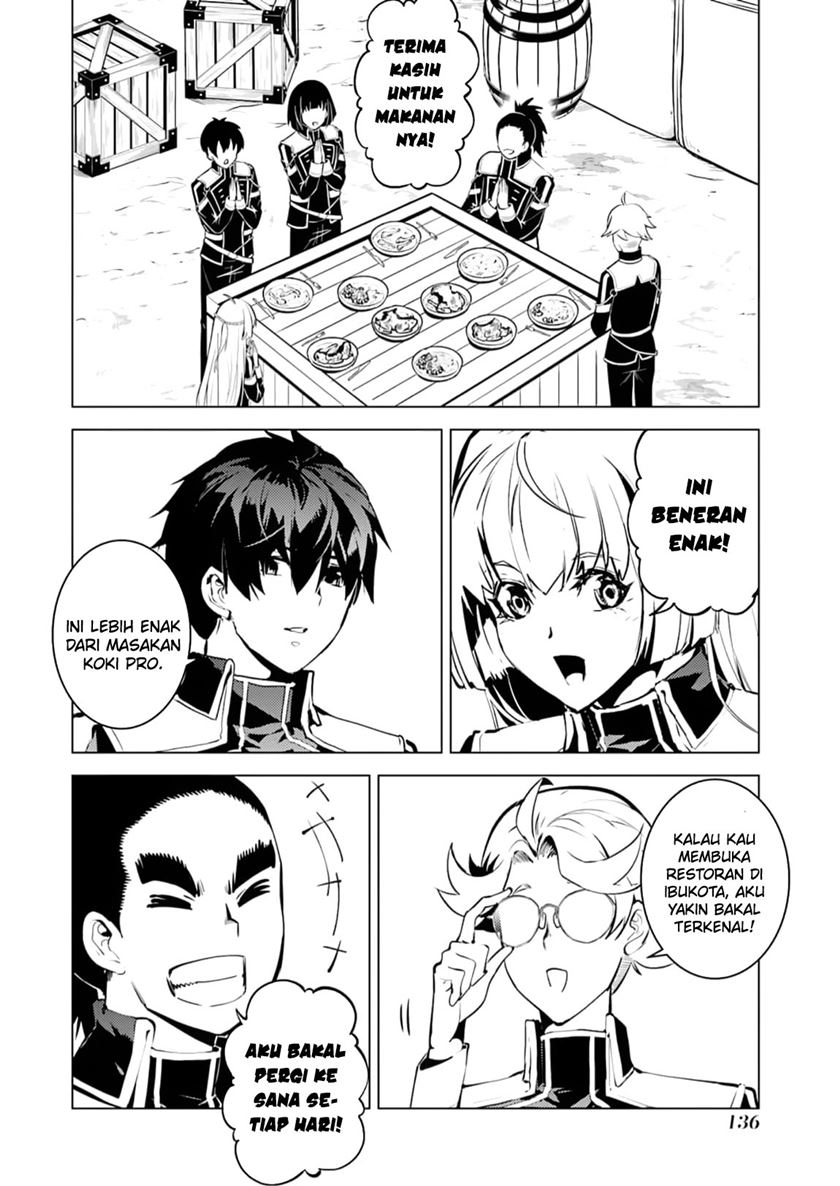 TERIMA
KASIH
UNTUK
MAKANAN
NYA!
INI
BENERAN
ENAK!
INI LEBIH ENAK
DARI MASAKAN
KOKI PRO.
KALAU KAU
MEMBUKA
RESTORAN DI
IBUKOTA, AKU
YAKIN BAKAL
TERKENAL!
AKU BAKAL
PERGI KE
SANA SE-
TIAP HARI!
136